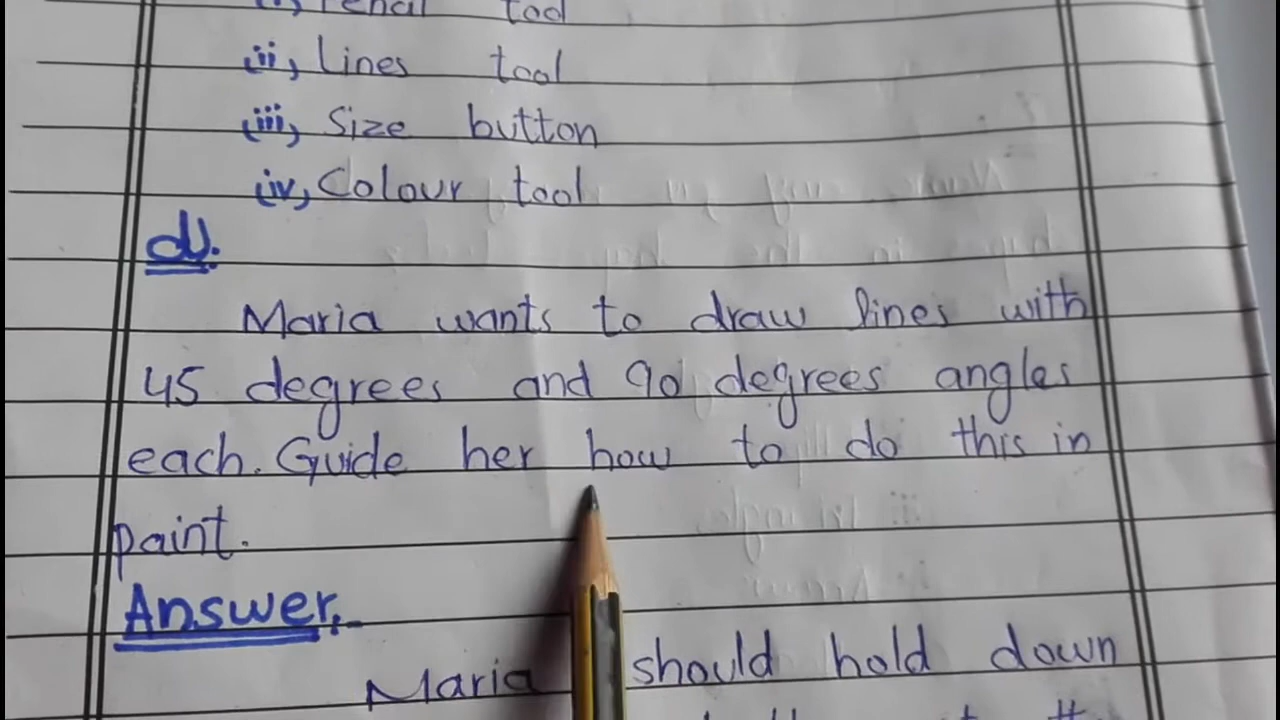 tool
(ii) Lines tool
(iii) Size button
(iv) Colour tool
d).
Maria wants to draw lines with
45 degrees and 90 degrees angles
each. Guide her how to do this in
paint.
Answer:-
Maria should hold down